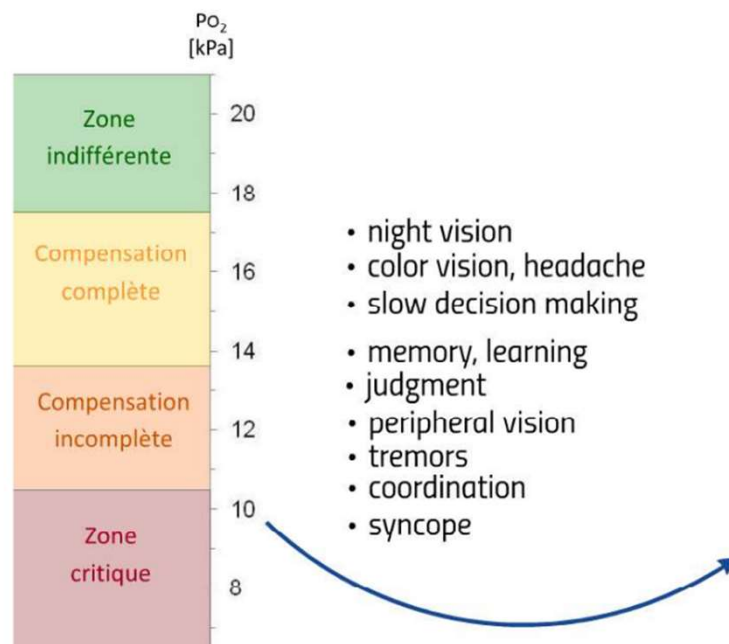 PO₂
[kPa]
Zone
indifférente
Compensation
complète
Compensation
incomplète
Zone
critique
20
18
16
14
12
10
8
• night vision
• color vision, headache
• slow decision making
• memory, learning
• judgment
• peripheral vision
• tremors
• coordination
• syncope